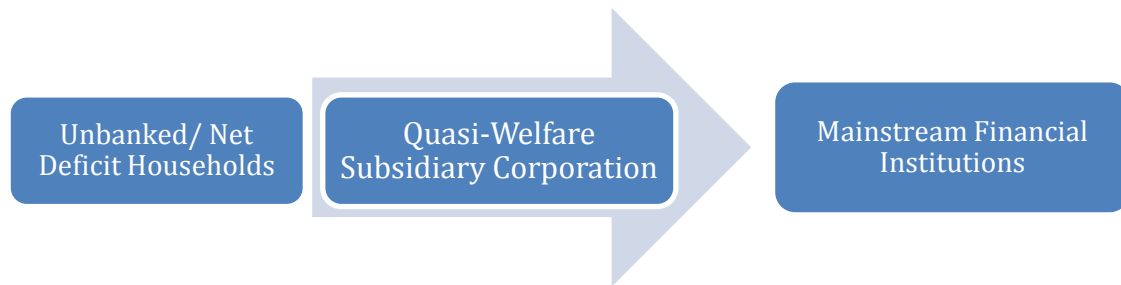 Unbanked/ Net
Deficit Households
Quasi-Welfare
Subsidiary Corporation
Mainstream Financial
Institutions